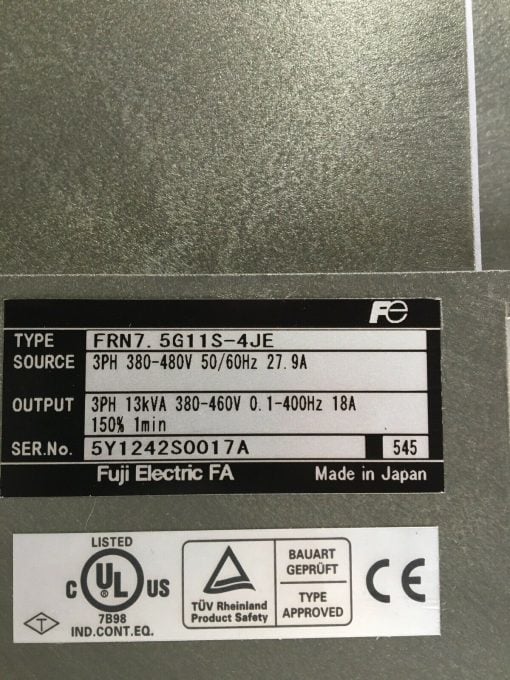 Fe
TYPE FRN7.5G11S-4JE
SOURCE 3PH 380-480V 50/60Hz 27.9A
OUTPUT 3PH 13kVA 380-460V 0.1-400Hz 18A
150% 1min
SER.No. 5Y1242S0017A 545
Fuji Electric FA Made in Japan
LISTED
C UL ® US
7B98
IND.CONT.EQ.
T
TÜV Rheinland
Product Safety
BAUART
GEPRÜFT
TYPE
APPROVED
CE